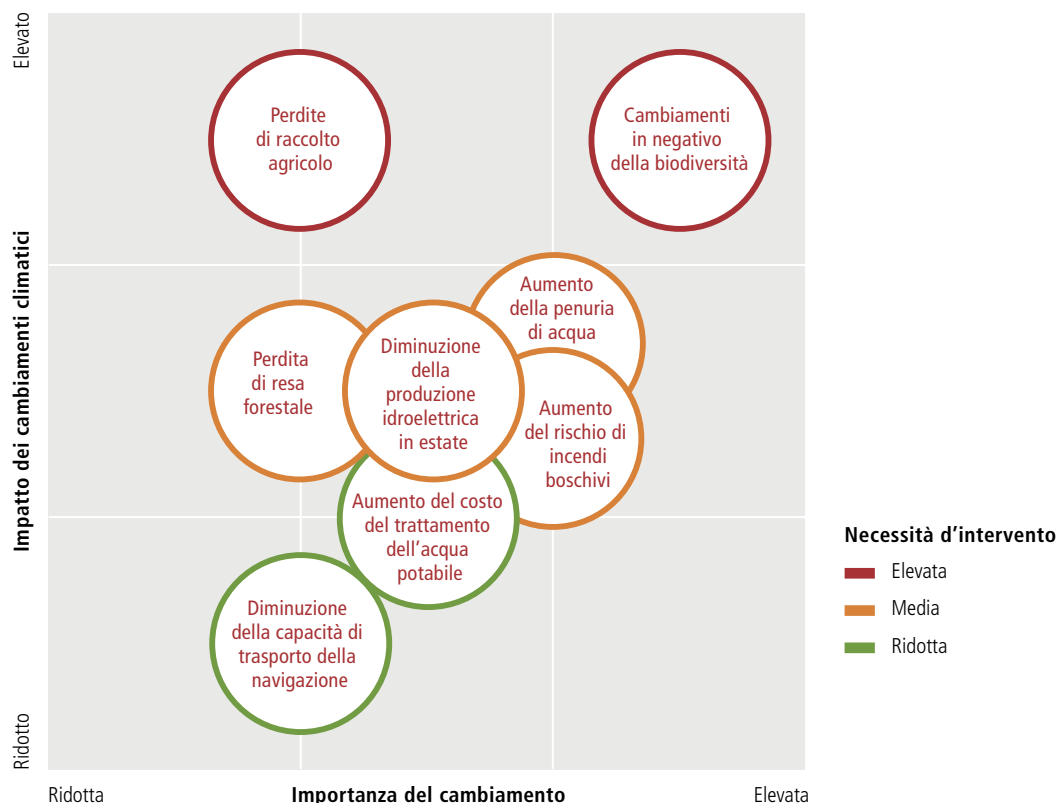 Elevato
Impatto dei cambiamenti climatici
Ridotto
Perdite
di raccolto
agricolo
Cambiamenti
in negativo
della biodiversità
Aumento
della penuria
di acqua
Perdita
di resa
forestale
Diminuzione
della
produzione
idroelettrica
in estate
Aumento
del rischio di
incendi
boschivi
Aumento del costo
del trattamento
dell’acqua
potabile
Diminuzione
della capacità di
trasporto della
navigazione
Ridotta
Importanza del cambiamento
Elevata
Necessità d’intervento
Elevata
Media
Ridotta